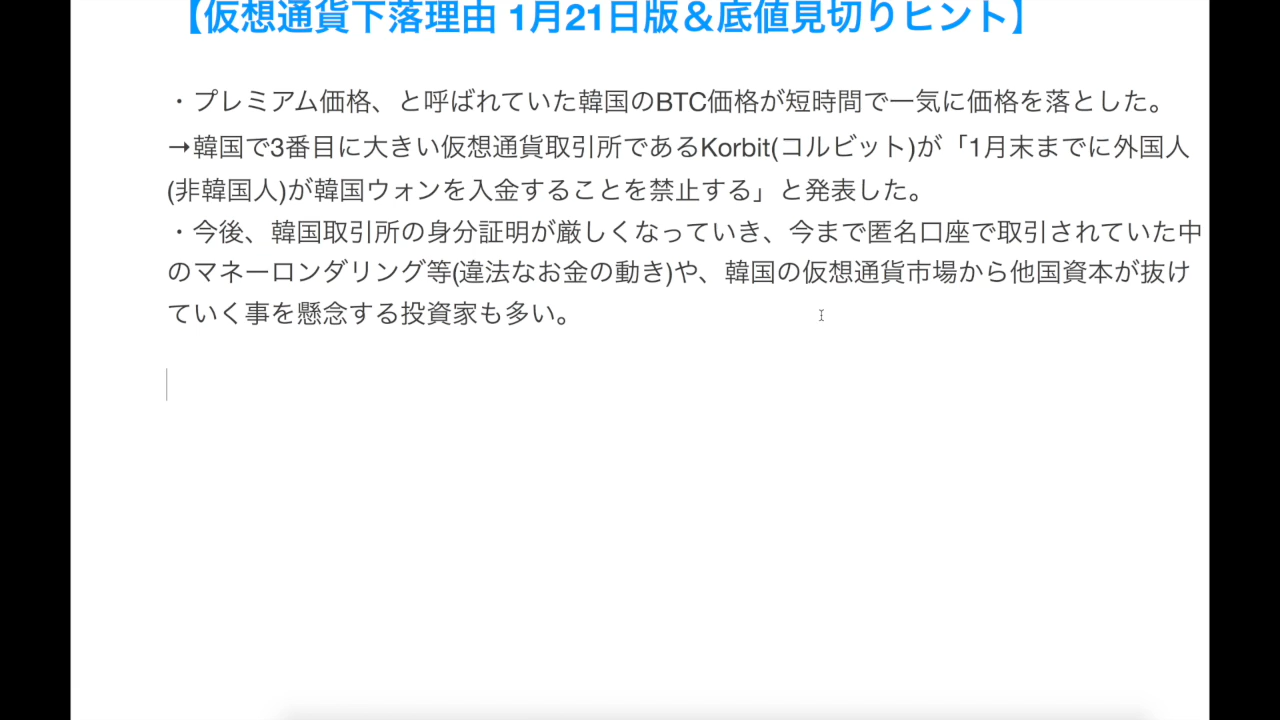 【仮想通貨下落理由 1月21日版＆底値見切りヒント】
・プレミアム価格、と呼ばれていた韓国のBTC価格が短時間で一気に価格を落とした。
→韓国で3番目に大きい仮想通貨取引所であるKorbit(コルビット)が「1月末までに外国人
(非韓国人)が韓国ウォンを入金することを禁止する」と発表した。
・今後、韓国取引所の身分証明が厳しくなっていき、今まで匿名口座で取引されていた中
のマネーロンダリング等(違法なお金の動き)や、韓国の仮想通貨市場から他国資本が抜け
ていく事を懸念する投資家も多い。